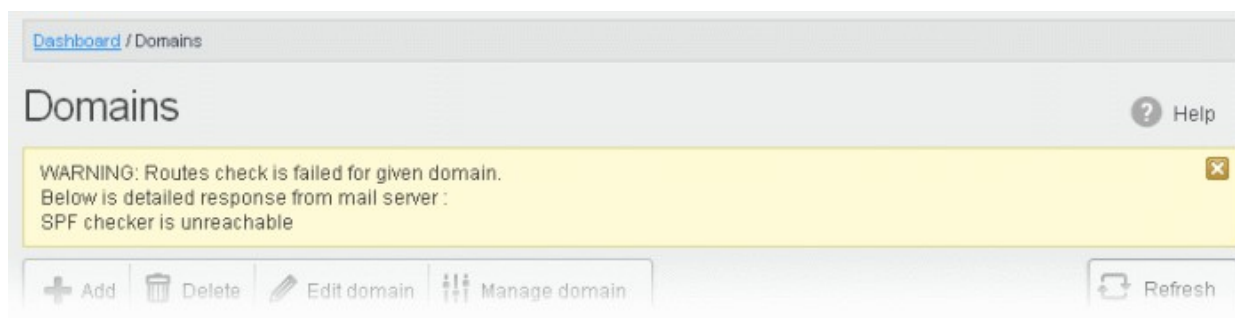 Dashboard / Domains
Domains
Help
WARNING: Routes check is failed for given domain.
Below is detailed response from mail server :
SPF checker is unreachable
Add Delete Edit domain Manage domain Refresh